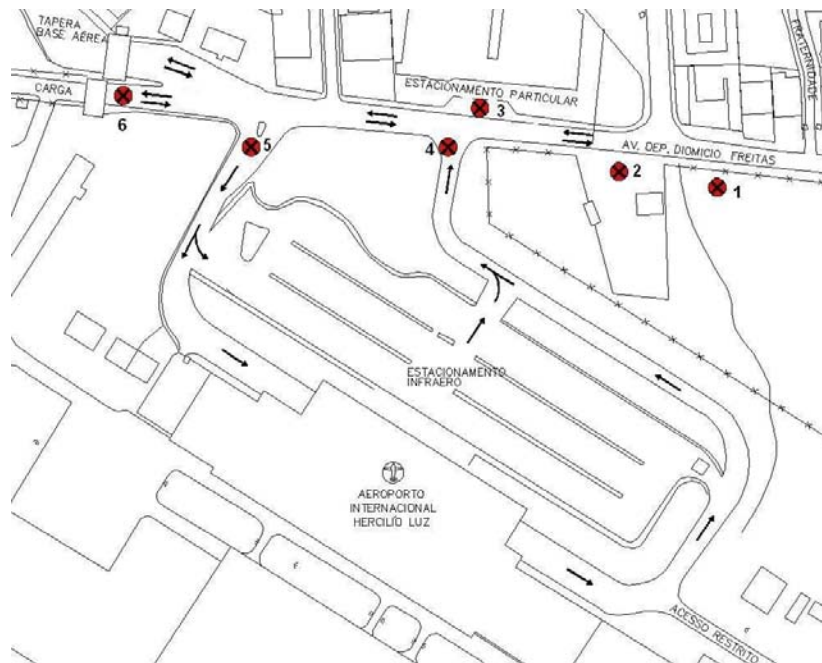 TAPERA
BASE AÉREA
FRATERNIDADE
CARGA
ESTACIONAMENTO PARTICULAR
3
6
5
4
AV. DEP. DIOMICIO FREITAS
2
1
ESTACIONAMENTO
INFRAERO
AEROPORTO
INTERNACIONAL
HERCILIO LUZ
ACESSO RESTRITO